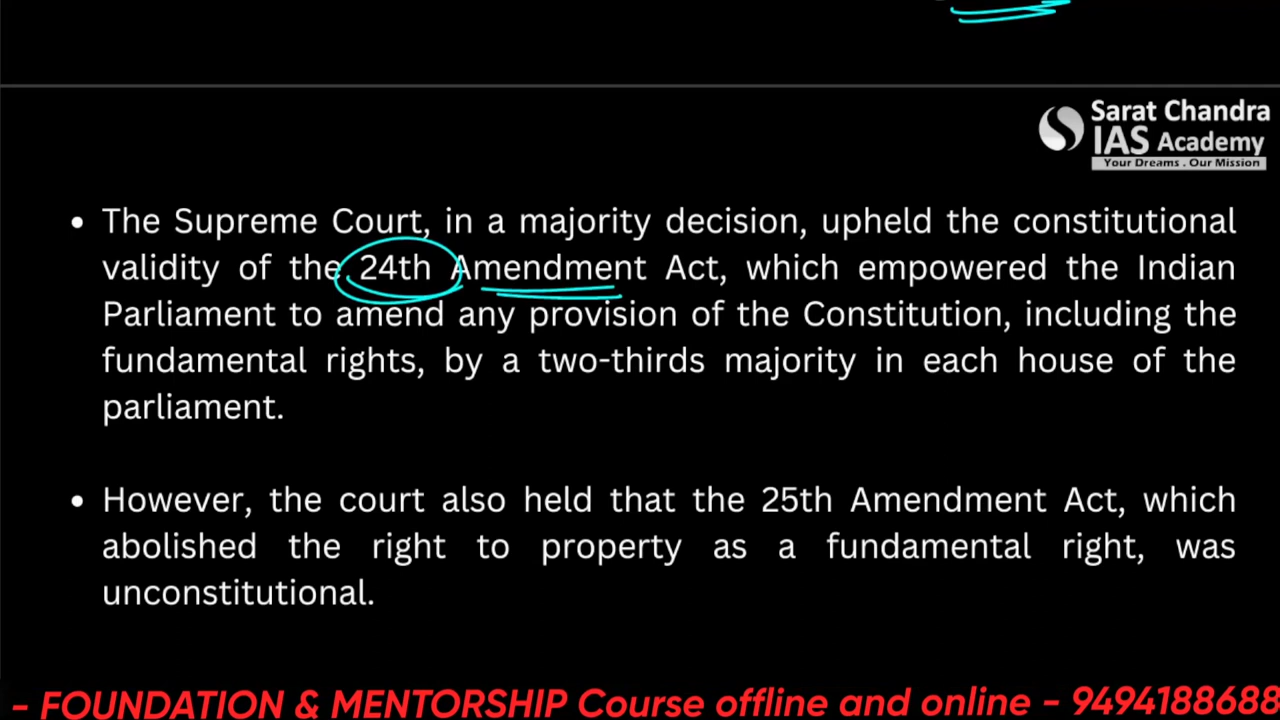 Sarat Chandra
IAS Academy
Your Dreams . Our Mission
• The Supreme Court, in a majority decision, upheld the constitutional
validity of the 24th Amendment Act, which empowered the Indian
Parliament to amend any provision of the Constitution, including the
fundamental rights, by a two-thirds majority in each house of the
parliament.
• However, the court also held that the 25th Amendment Act, which
abolished the right to property as a fundamental right, was
unconstitutional.
- FOUNDATION & MENTORSHIP Course offline and online - 9494188688